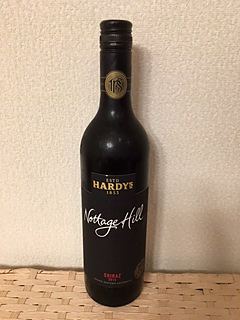 ESTD
HARDYS
1853
Nottage Hill
SHIRAZ